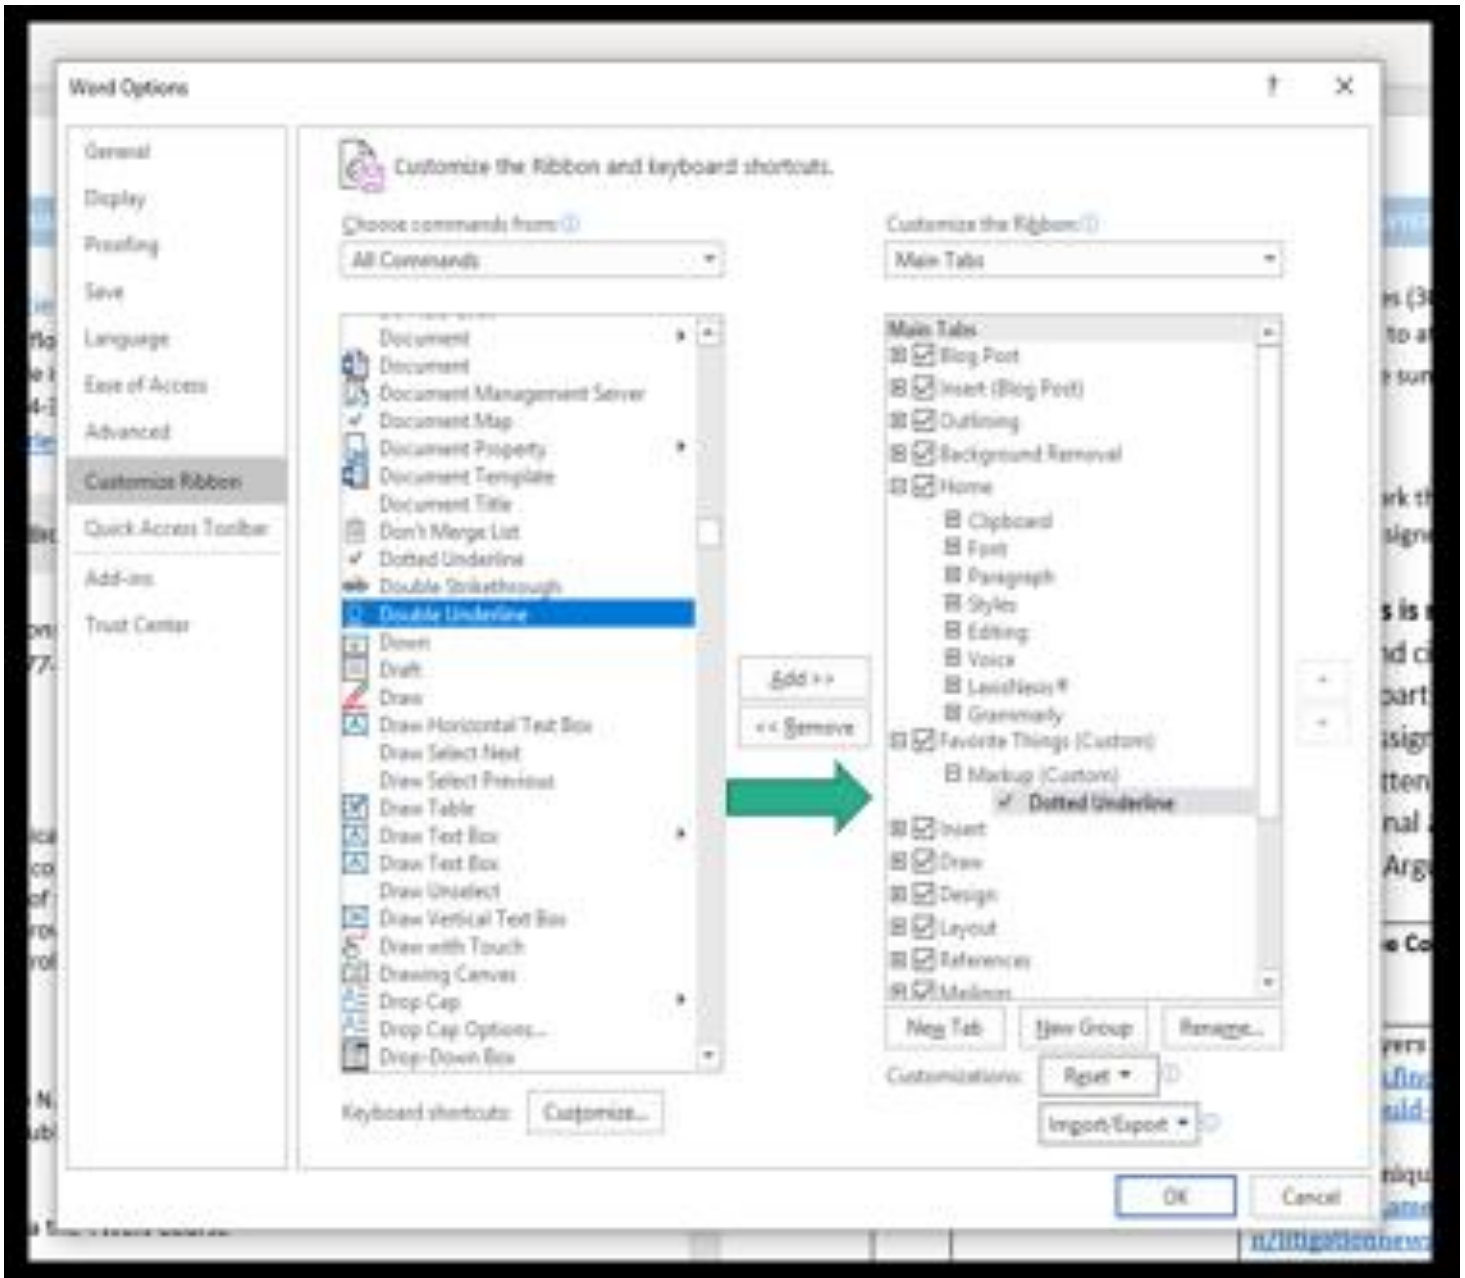 Word Options
?
General
Display
Proofing
Save
Language
Ease of Access
Advanced
Customize Ribbon
Quick Access Toolbar
Add-ins
Trust Center
Customize the Ribbon and keyboard shortcuts.
Choose commands from:
All Commands
Document
Document
Document Management Server
Document Map
Document Property
Document Template
Document Title
Don't Merge List
Dotted Underline
Double Strikethrough
Double Underline
Down
Draft
Draw
Draw Horizontal Text Box
Draw Select Next
Draw Select Previous
Draw Table
Draw Text Box
Draw Text Box
Draw Unselect
Draw Vertical Text Box
Draw with Touch
Drawing Canvas
Drop Cap
Drop Cap Options...
Drop-Down Box
Keyboard shortcuts: Customize...
Add >>
<< Remove
Customize the Ribbon:
Main Tabs
Main Tabs
Blog Post
Insert (Blog Post)
Outlining
Background Removal
Home
Clipboard
Font
Paragraph
Styles
Editing
Voice
LexisNexis®
Grammarly
Favorite Things (Custom)
Markup (Custom)
Dotted Underline
Insert
Draw
Design
Layout
References
Mailings
New Tab New Group Rename...
Customizations: Reset
Import/Export
OK Cancel